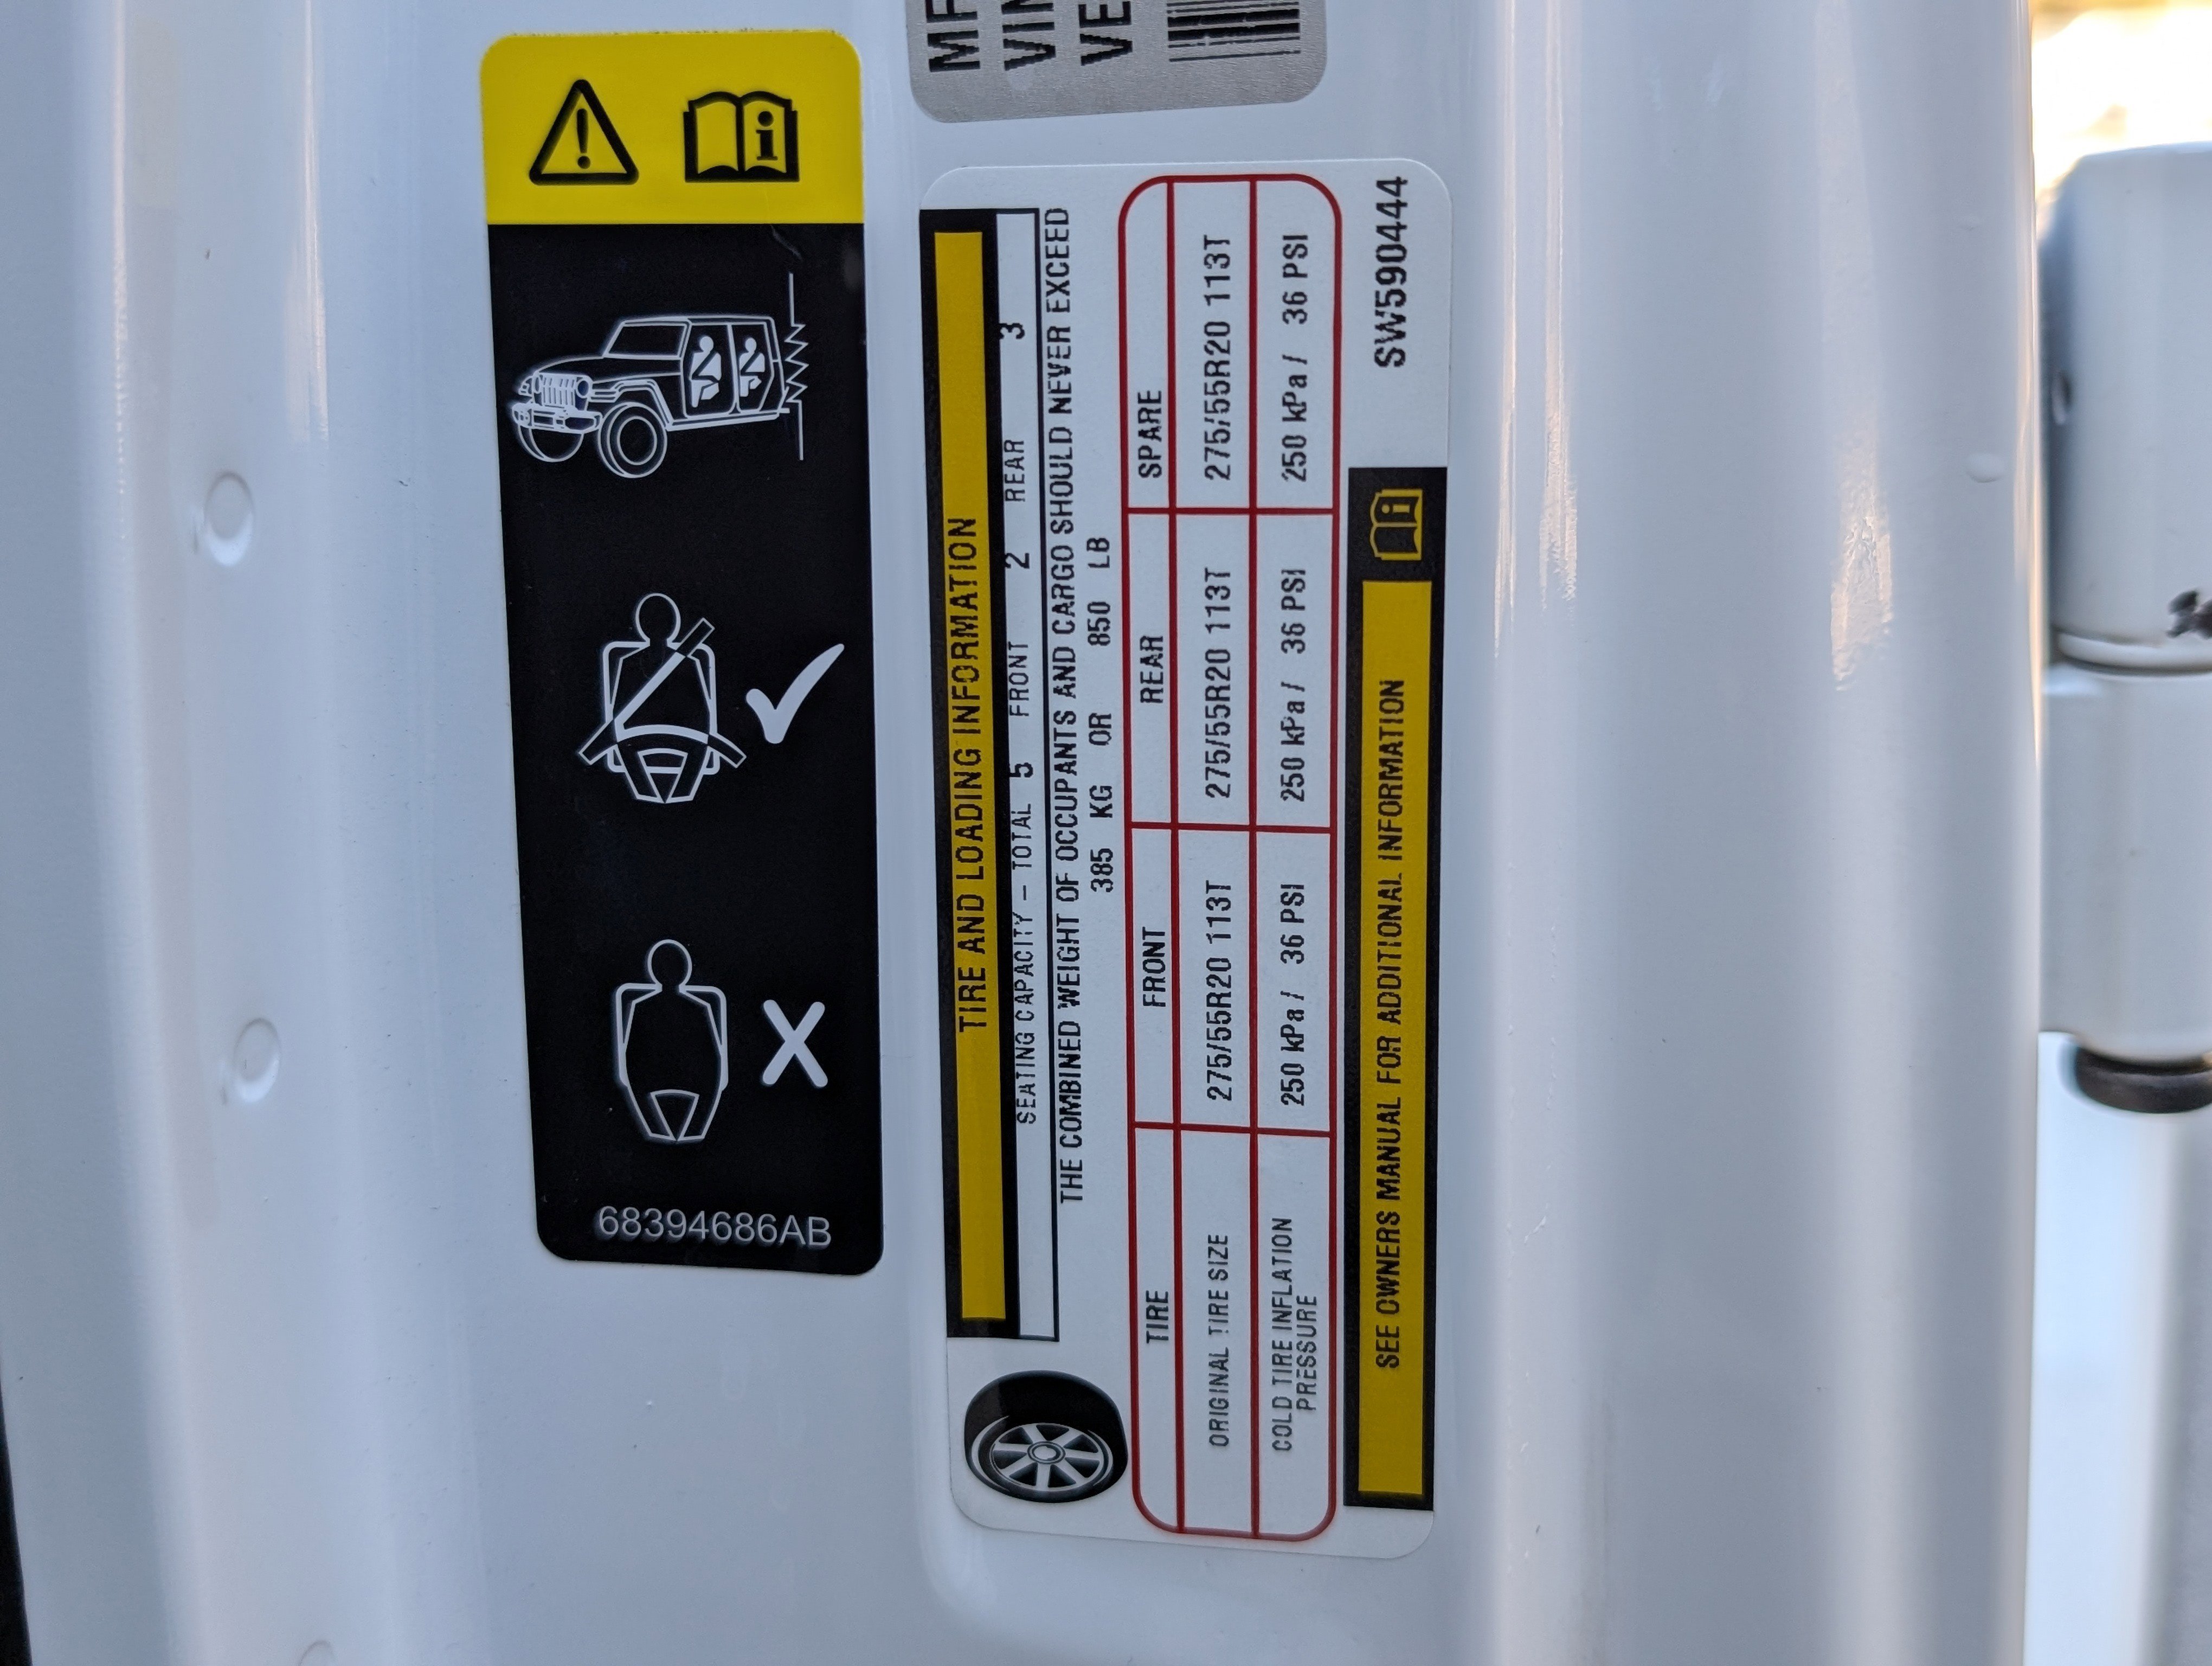 MF
VIN
VE
TIRE AND LOADING INFORMATION
SEATING CAPACITY – TOTAL 5 FRONT 2 REAR 3
THE COMBINED WEIGHT OF OCCUPANTS AND CARGO SHOULD NEVER EXCEED
385 KG OR 850 LB
TIRE FRONT REAR SPARE
ORIGINAL TIRE SIZE 275/55R20 113T 275/55R20 113T 275/55R20 113T
COLD TIRE INFLATION PRESSURE 250 kPa / 36 PSI 250 kPa / 36 PSI 250 kPa / 36 PSI
SEE OWNERS MANUAL FOR ADDITIONAL INFORMATION
SW590444
68394686AB